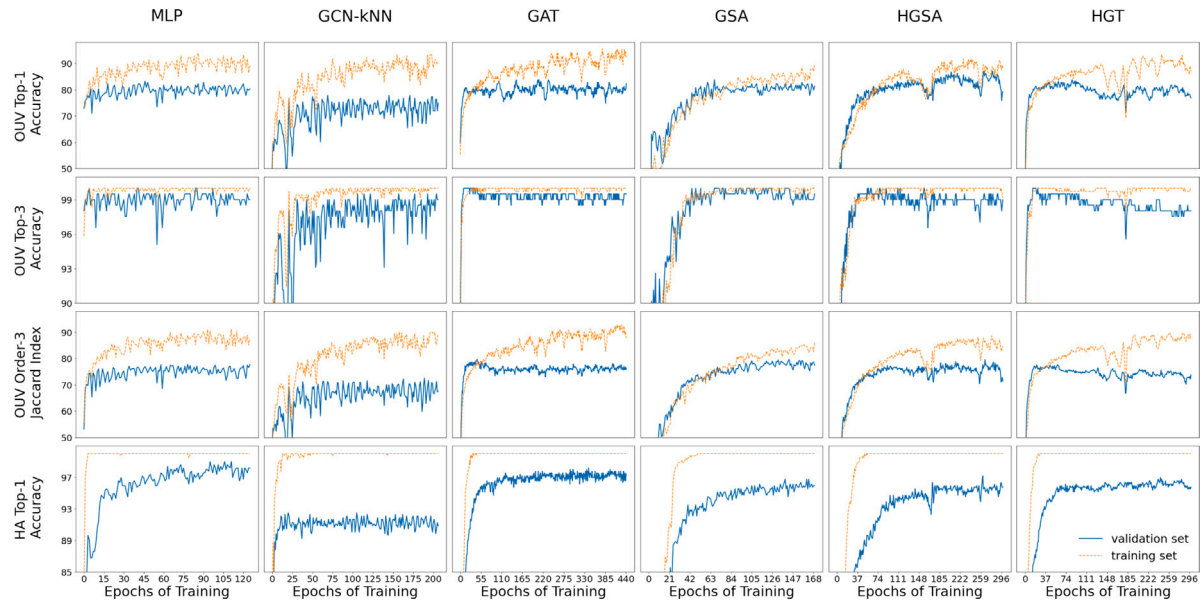 MLP GCN-kNN GAT GSA HGSA HGT
OUV Top-1
Accuracy
90
80
70
60
50
OUV Top-3
Accuracy
99
96
93
90
OUV Order-3
Jaccard Index
90
80
70
60
50
HA Top-1
Accuracy
97
93
89
85
validation set
training set
0 15 30 45 60 75 90 105 120
0 25 50 75 100 125 150 175 200
0 55 110 165 220 275 330 385 440
0 21 42 63 84 105 126 147 168
0 37 74 111 148 185 222 259 296
0 37 74 111 148 185 222 259 296
Epochs of Training Epochs of Training Epochs of Training Epochs of Training Epochs of Training Epochs of Training